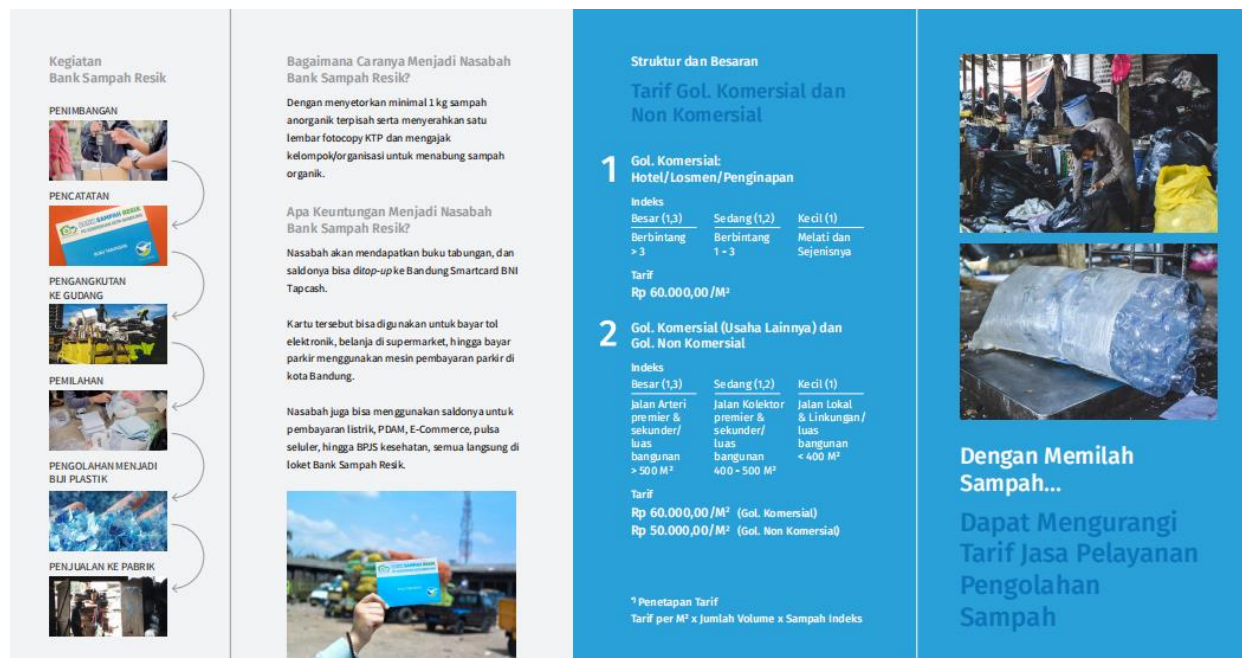 Kegiatan
Bank Sampah Resik
PENIMBANGAN
PENCATATAN
BANK SAMPAH RESIK
PENGANGKUTAN
KE GUDANG
PEMILAHAN
PENGOLAHAN MENJADI
BIJI PLASTIK
PENJUALAN KE PABRIK
Bagaimana Caranya Menjadi Nasabah
Bank Sampah Resik?
Dengan menyetorkan minimal 1 kg sampah
anorganik terpisah serta menyerahkan satu
lembar fotocopy KTP dan mengajak
kelompok/organisasi untuk menabung sampah
organik.
Apa Keuntungan Menjadi Nasabah
Bank Sampah Resik?
Nasabah akan mendapatkan buku tabungan, dan
saldonya bisa ditop-up ke Bandung Smartcard BNI
Tapcash.
Kartu tersebut bisa digunakan untuk bayar tol
elektronik, belanja di supermarket, hingga bayar
parkir menggunakan mesin pembayaran parkir di
kota Bandung.
Nasabah juga bisa menggunakan saldonya untuk
pembayaran listrik, PDAM, E-Commerce, pulsa
seluler, hingga BPJS kesehatan, semua langsung di
loket Bank Sampah Resik.
Struktur dan Besaran
Tarif Gol. Komersial dan
Non Komersial
1 Gol. Komersial:
Hotel/Losmen/Penginapan
Indeks
Besar (1,3) Sedang (1,2) Kecil (1)
Berbintang Berbintang Melati dan
> 3 1 - 3 Sejenisnya
Tarif
Rp 60.000,00/M²
2 Gol. Komersial (Usaha Lainnya) dan
Gol. Non Komersial
Indeks
Besar (1,3) Sedang (1,2) Kecil (1)
Jalan Arteri Jalan Kolektor Jalan Lokal
premier & premier & & Linkungan/
sekunder/ sekunder/ luas
luas luas bangunan
bangunan bangunan < 400 M²
> 500 M² 400 - 500 M²
Tarif
Rp 60.000,00/M² (Gol. Komersial)
Rp 50.000,00/M² (Gol. Non Komersial)
*) Penetapan Tarif
Tarif per M² x Jumlah Volume x Sampah Indeks
Dengan Memilah
Sampah...
Dapat Mengurangi
Tarif Jasa Pelayanan
Pengolahan
Sampah